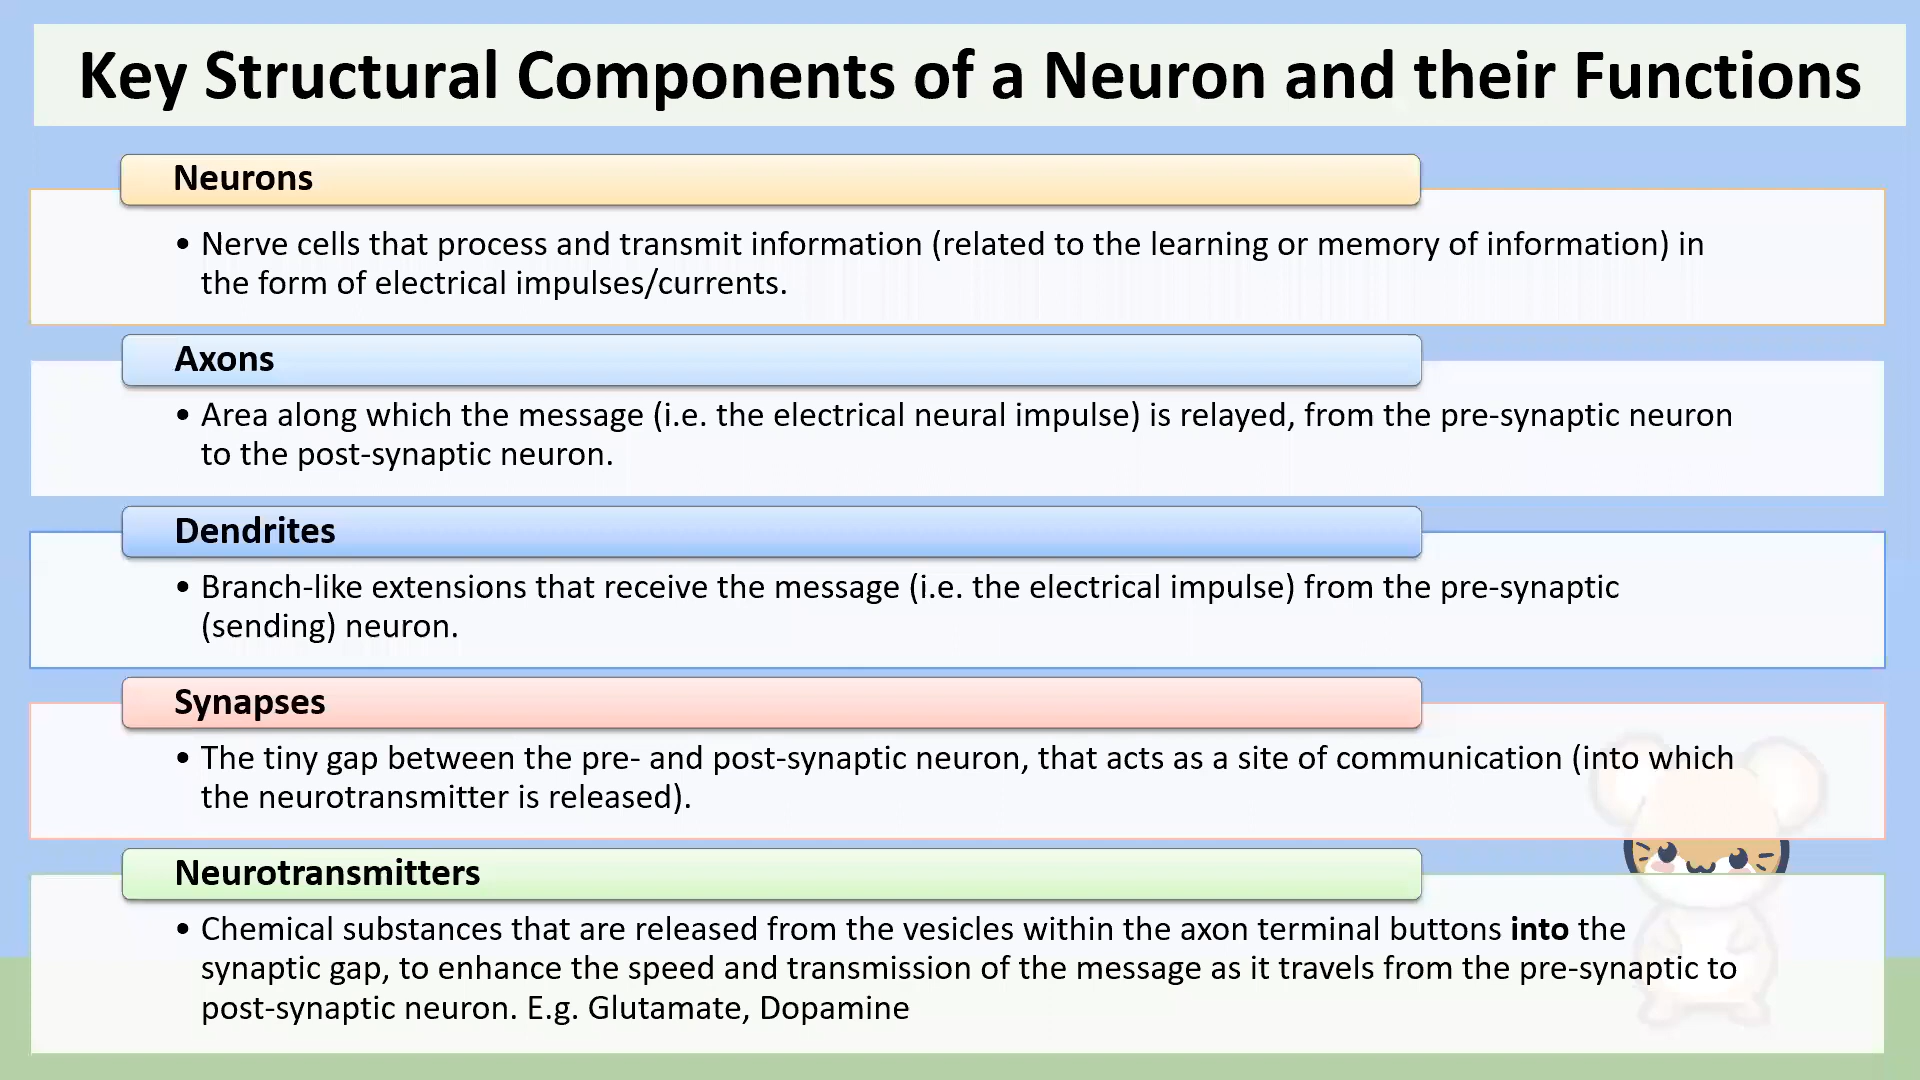 Key Structural Components of a Neuron and their Functions
Neurons
• Nerve cells that process and transmit information (related to the learning or memory of information) in
the form of electrical impulses/currents.
Axons
• Area along which the message (i.e. the electrical neural impulse) is relayed, from the pre-synaptic neuron
to the post-synaptic neuron.
Dendrites
• Branch-like extensions that receive the message (i.e. the electrical impulse) from the pre-synaptic
(sending) neuron.
Synapses
• The tiny gap between the pre- and post-synaptic neuron, that acts as a site of communication (into which
the neurotransmitter is released).
Neurotransmitters
• Chemical substances that are released from the vesicles within the axon terminal buttons into the
synaptic gap, to enhance the speed and transmission of the message as it travels from the pre-synaptic to
post-synaptic neuron. E.g. Glutamate, Dopamine